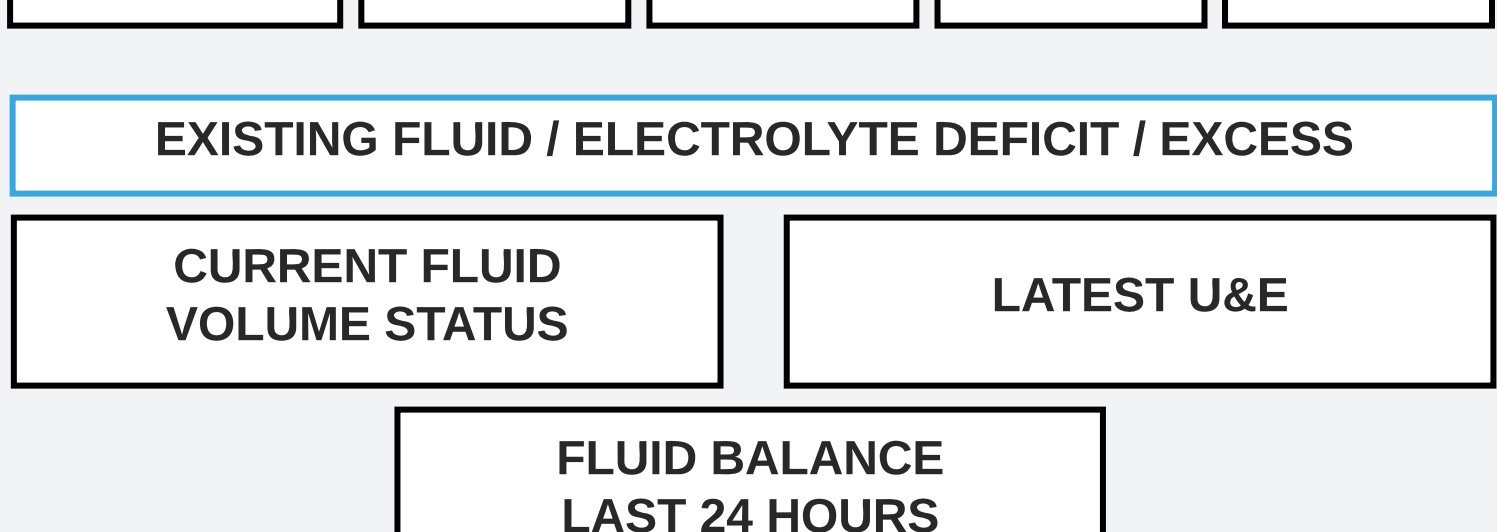 EXISTING FLUID / ELECTROLYTE DEFICIT / EXCESS
CURRENT FLUID
VOLUME STATUS
LATEST U&E
FLUID BALANCE
LAST 24 HOURS